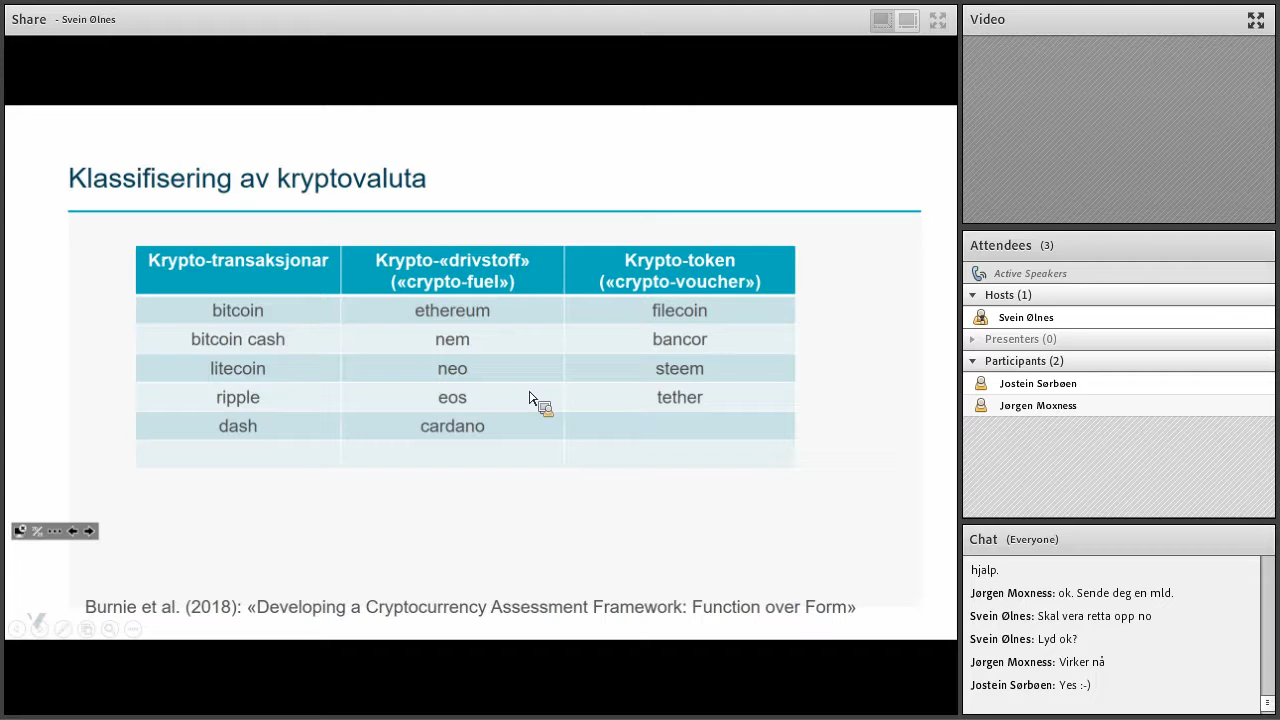 Share - Svein Ølnes
Klassifisering av kryptovaluta
Krypto-transaksjonar
Krypto-«drivstoff»
(«crypto-fuel»)
Krypto-token
(«crypto-voucher»)
bitcoin ethereum filecoin
bitcoin cash nem bancor
litecoin neo steem
ripple eos tether
dash cardano
Burnie et al. (2018): «Developing a Cryptocurrency Assessment Framework: Function over Form»
Video
Attendees (3)
Active Speakers
Hosts (1)
Svein Ølnes
Presenters (0)
Participants (2)
Jostein Sørbøen
Jørgen Moxness
Chat (Everyone)
hjalp.
Jørgen Moxness: ok. Sende deg en mld.
Svein Ølnes: Skal vera retta opp no
Svein Ølnes: Lyd ok?
Jørgen Moxness: Virker nå
Jostein Sørbøen: Yes :-)